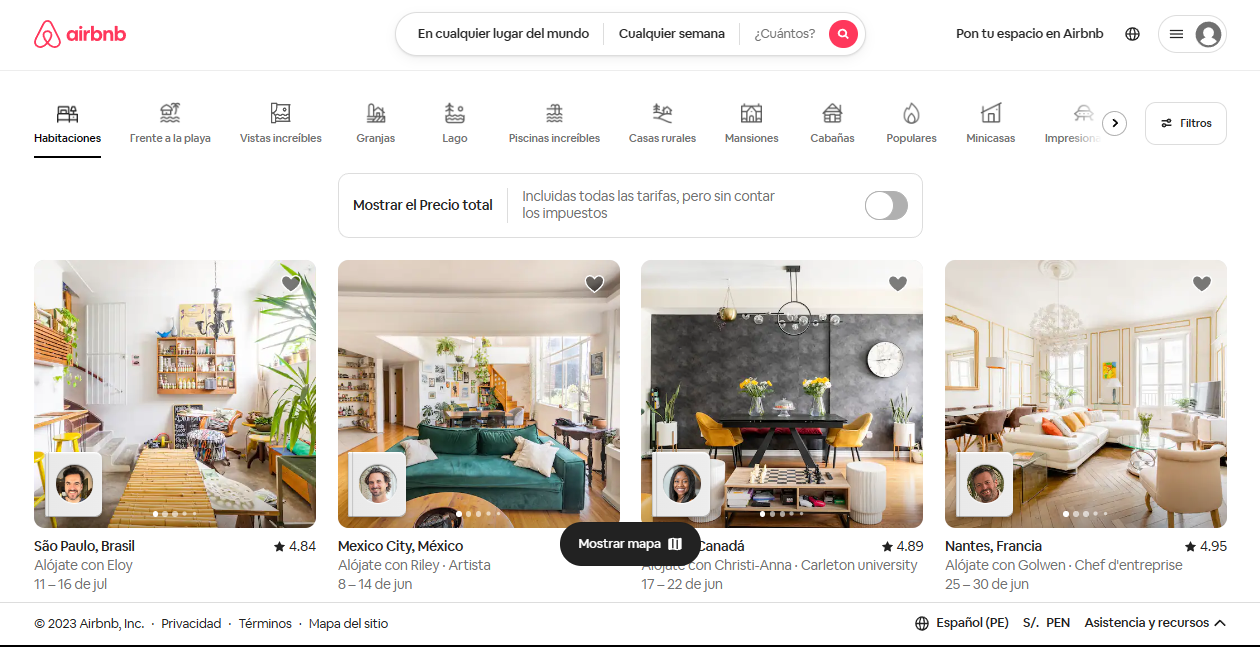 airbnb
En cualquier lugar del mundo
Cualquier semana
¿Cuántos?
Pon tu espacio en Airbnb
Habitaciones
Frente a la playa
Vistas increíbles
Granjas
Lago
Piscinas increíbles
Casas rurales
Mansiones
Cabañas
Populares
Minicasas
Filtros
Mostrar el Precio total
Incluidas todas las tarifas, pero sin contar
los impuestos
São Paulo, Brasil
4.84
Alójate con Eloy
11 – 16 de jul
Mexico City, México
Alójate con Riley · Artista
8 – 14 de jun
Mostrar mapa
Canadá
4.89
Alójate con Christi-Anna · Carleton university
17 – 22 de jun
Nantes, Francia
4.95
Alójate con Golwen · Chef d'entreprise
25 – 30 de jun
© 2023 Airbnb, Inc. · Privacidad · Términos · Mapa del sitio
Español (PE)
S/. PEN
Asistencia y recursos